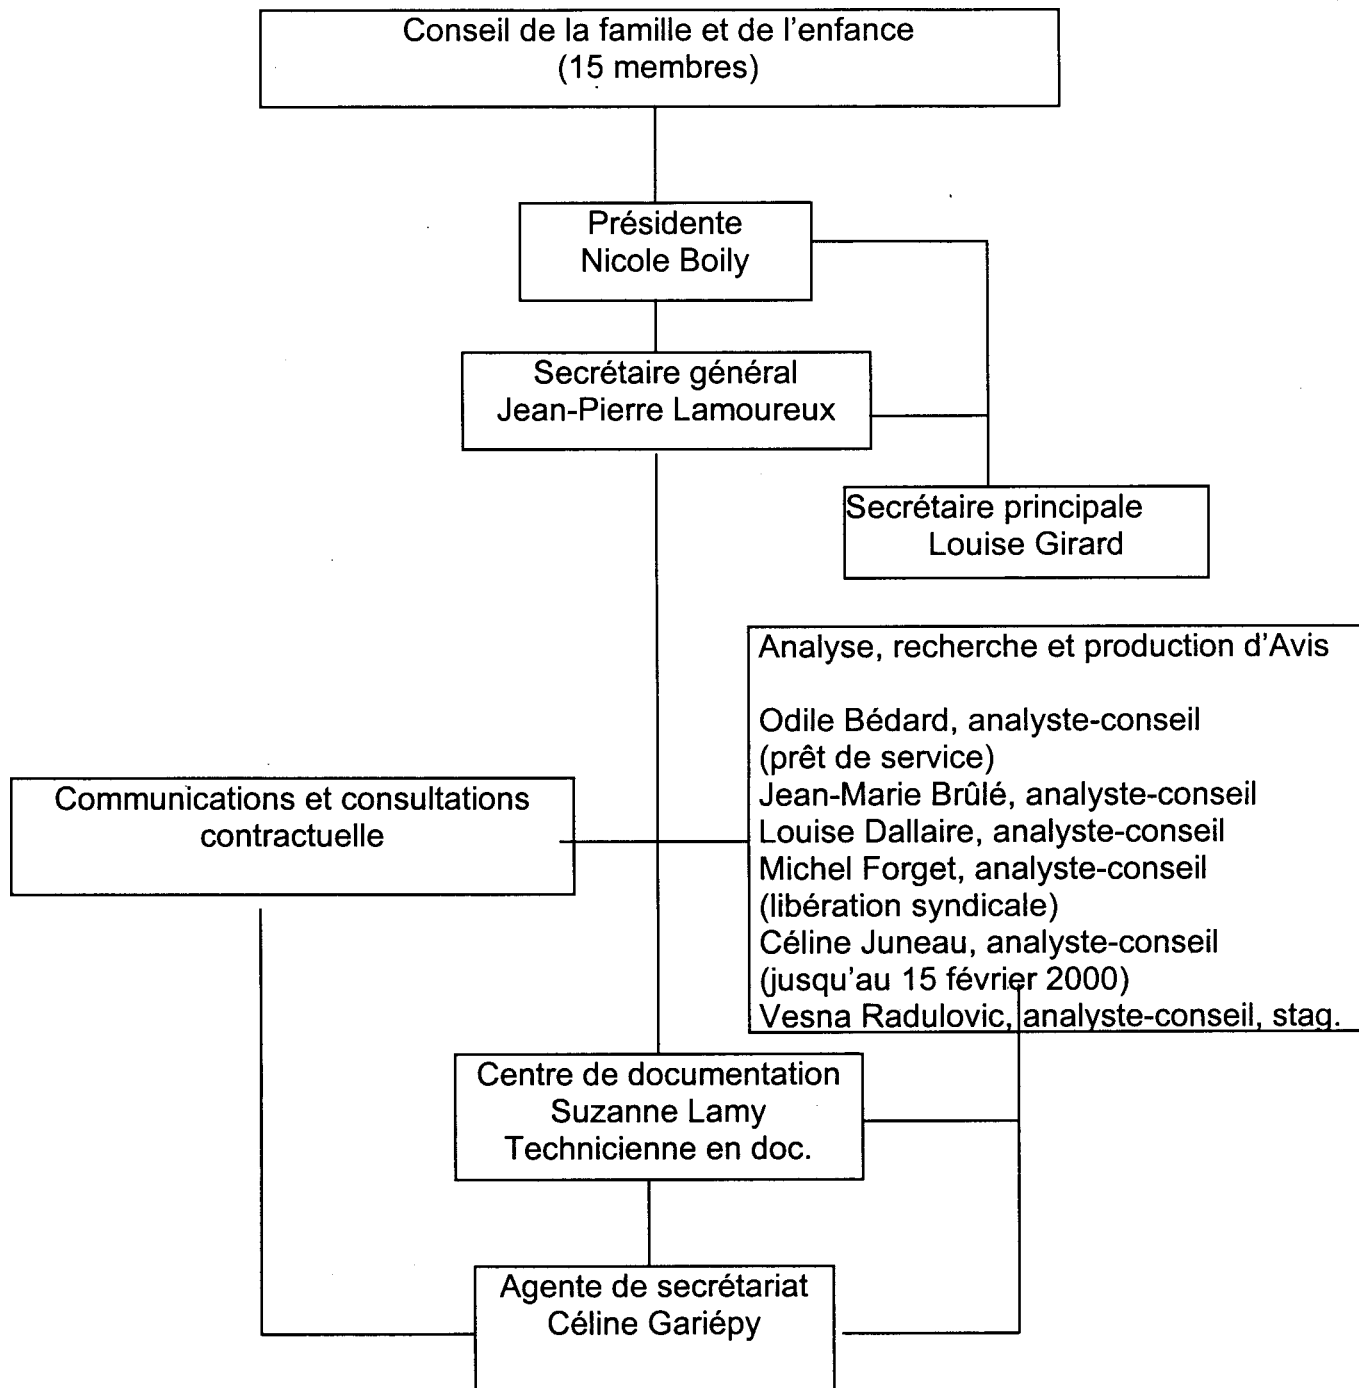 Conseil de la famille et de l'enfance
(15 membres)
Présidente
Nicole Boily
Secrétaire général
Jean-Pierre Lamoureux
Secrétaire principale
Louise Girard
Analyse, recherche et production d'Avis
Odile Bédard, analyste-conseil
(prêt de service)
Jean-Marie Brûlé, analyste-conseil
Louise Dallaire, analyste-conseil
Michel Forget, analyste-conseil
(libération syndicale)
Céline Juneau, analyste-conseil
(jusqu'au 15 février 2000)
Vesna Radulovic, analyste-conseil, stag.
Communications et consultations
contractuelle
Centre de documentation
Suzanne Lamy
Technicienne en doc.
Agente de secrétariat
Céline Gariépy